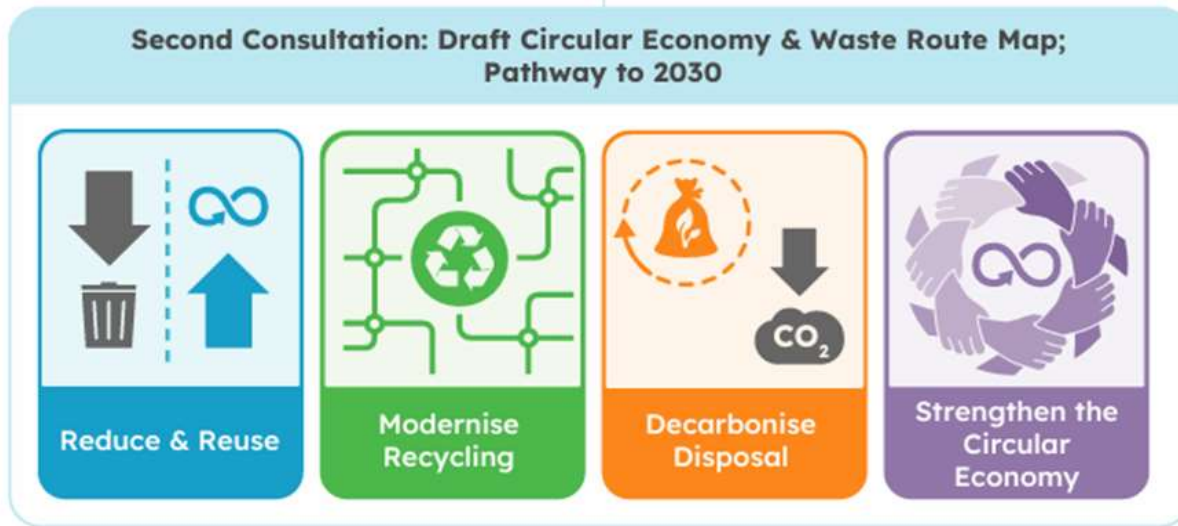 Second Consultation: Draft Circular Economy & Waste Route Map;
Pathway to 2030
CO₂
Reduce & Reuse
Modernise
Recycling
Decarbonise
Disposal
Strengthen the
Circular
Economy